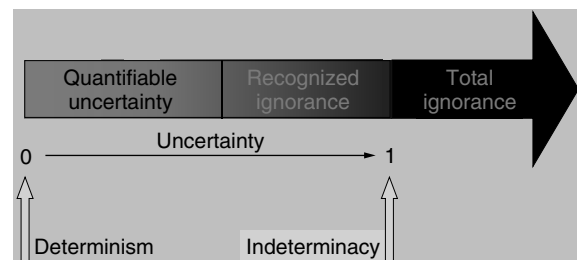 Quantifiable
uncertainty
Recognized
ignorance
Total
ignorance
Uncertainty
0
1
Determinism
Indeterminacy